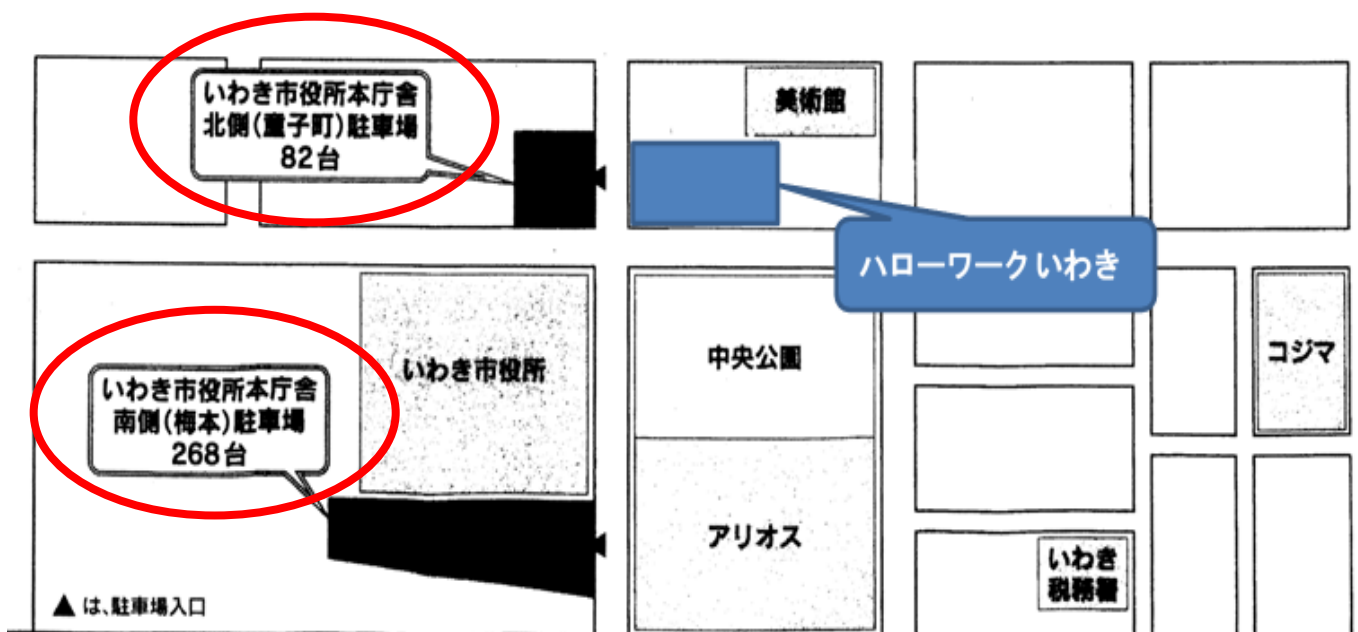 いわき市役所本庁舎
北側(童子町)駐車場
82台
美術館
ハローワークいわき
いわき市役所
中央公園
コジマ
いわき市役所本庁舎
南側(梅本)駐車場
268台
アリオス
いわき
税務署
▲は、駐車場入口